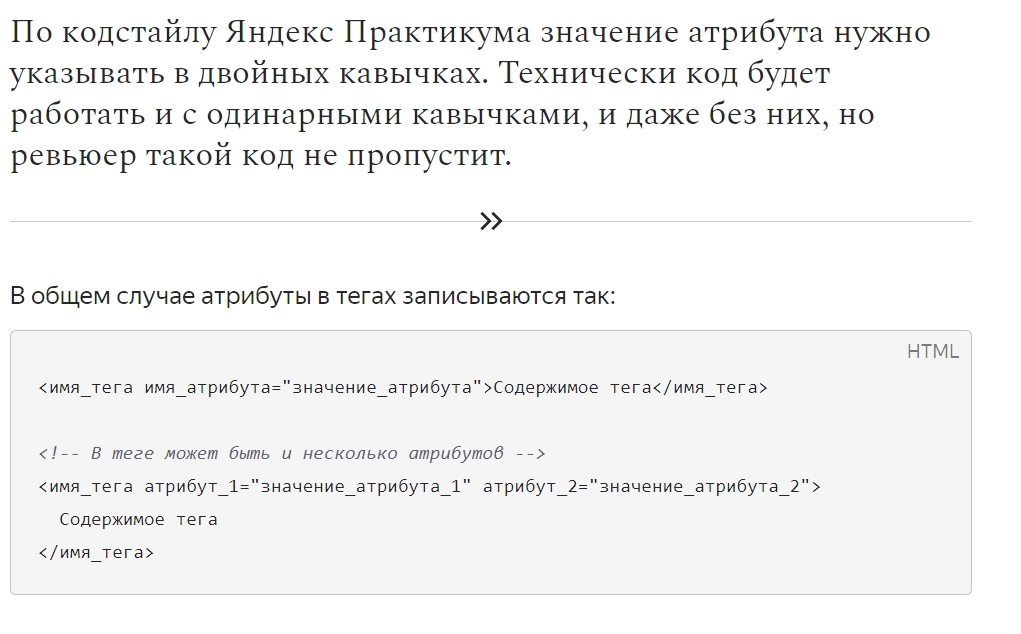 По кодстайлу Яндекс Практикума значение атрибута нужно
указывать в двойных кавычках. Технически код будет
работать и с одинарными кавычками, и даже без них, но
ревьюер такой код не пропустит.
В общем случае атрибуты в тегах записываются так:
HTML
<имя_тега имя_атрибута="значение_атрибута">Содержимое тега</имя_тега>
<!-- В теге может быть и несколько атрибутов -->
<имя_тега атрибут_1="значение_атрибута_1" атрибут_2="значение_атрибута_2">
Содержимое тега
</имя_тега>